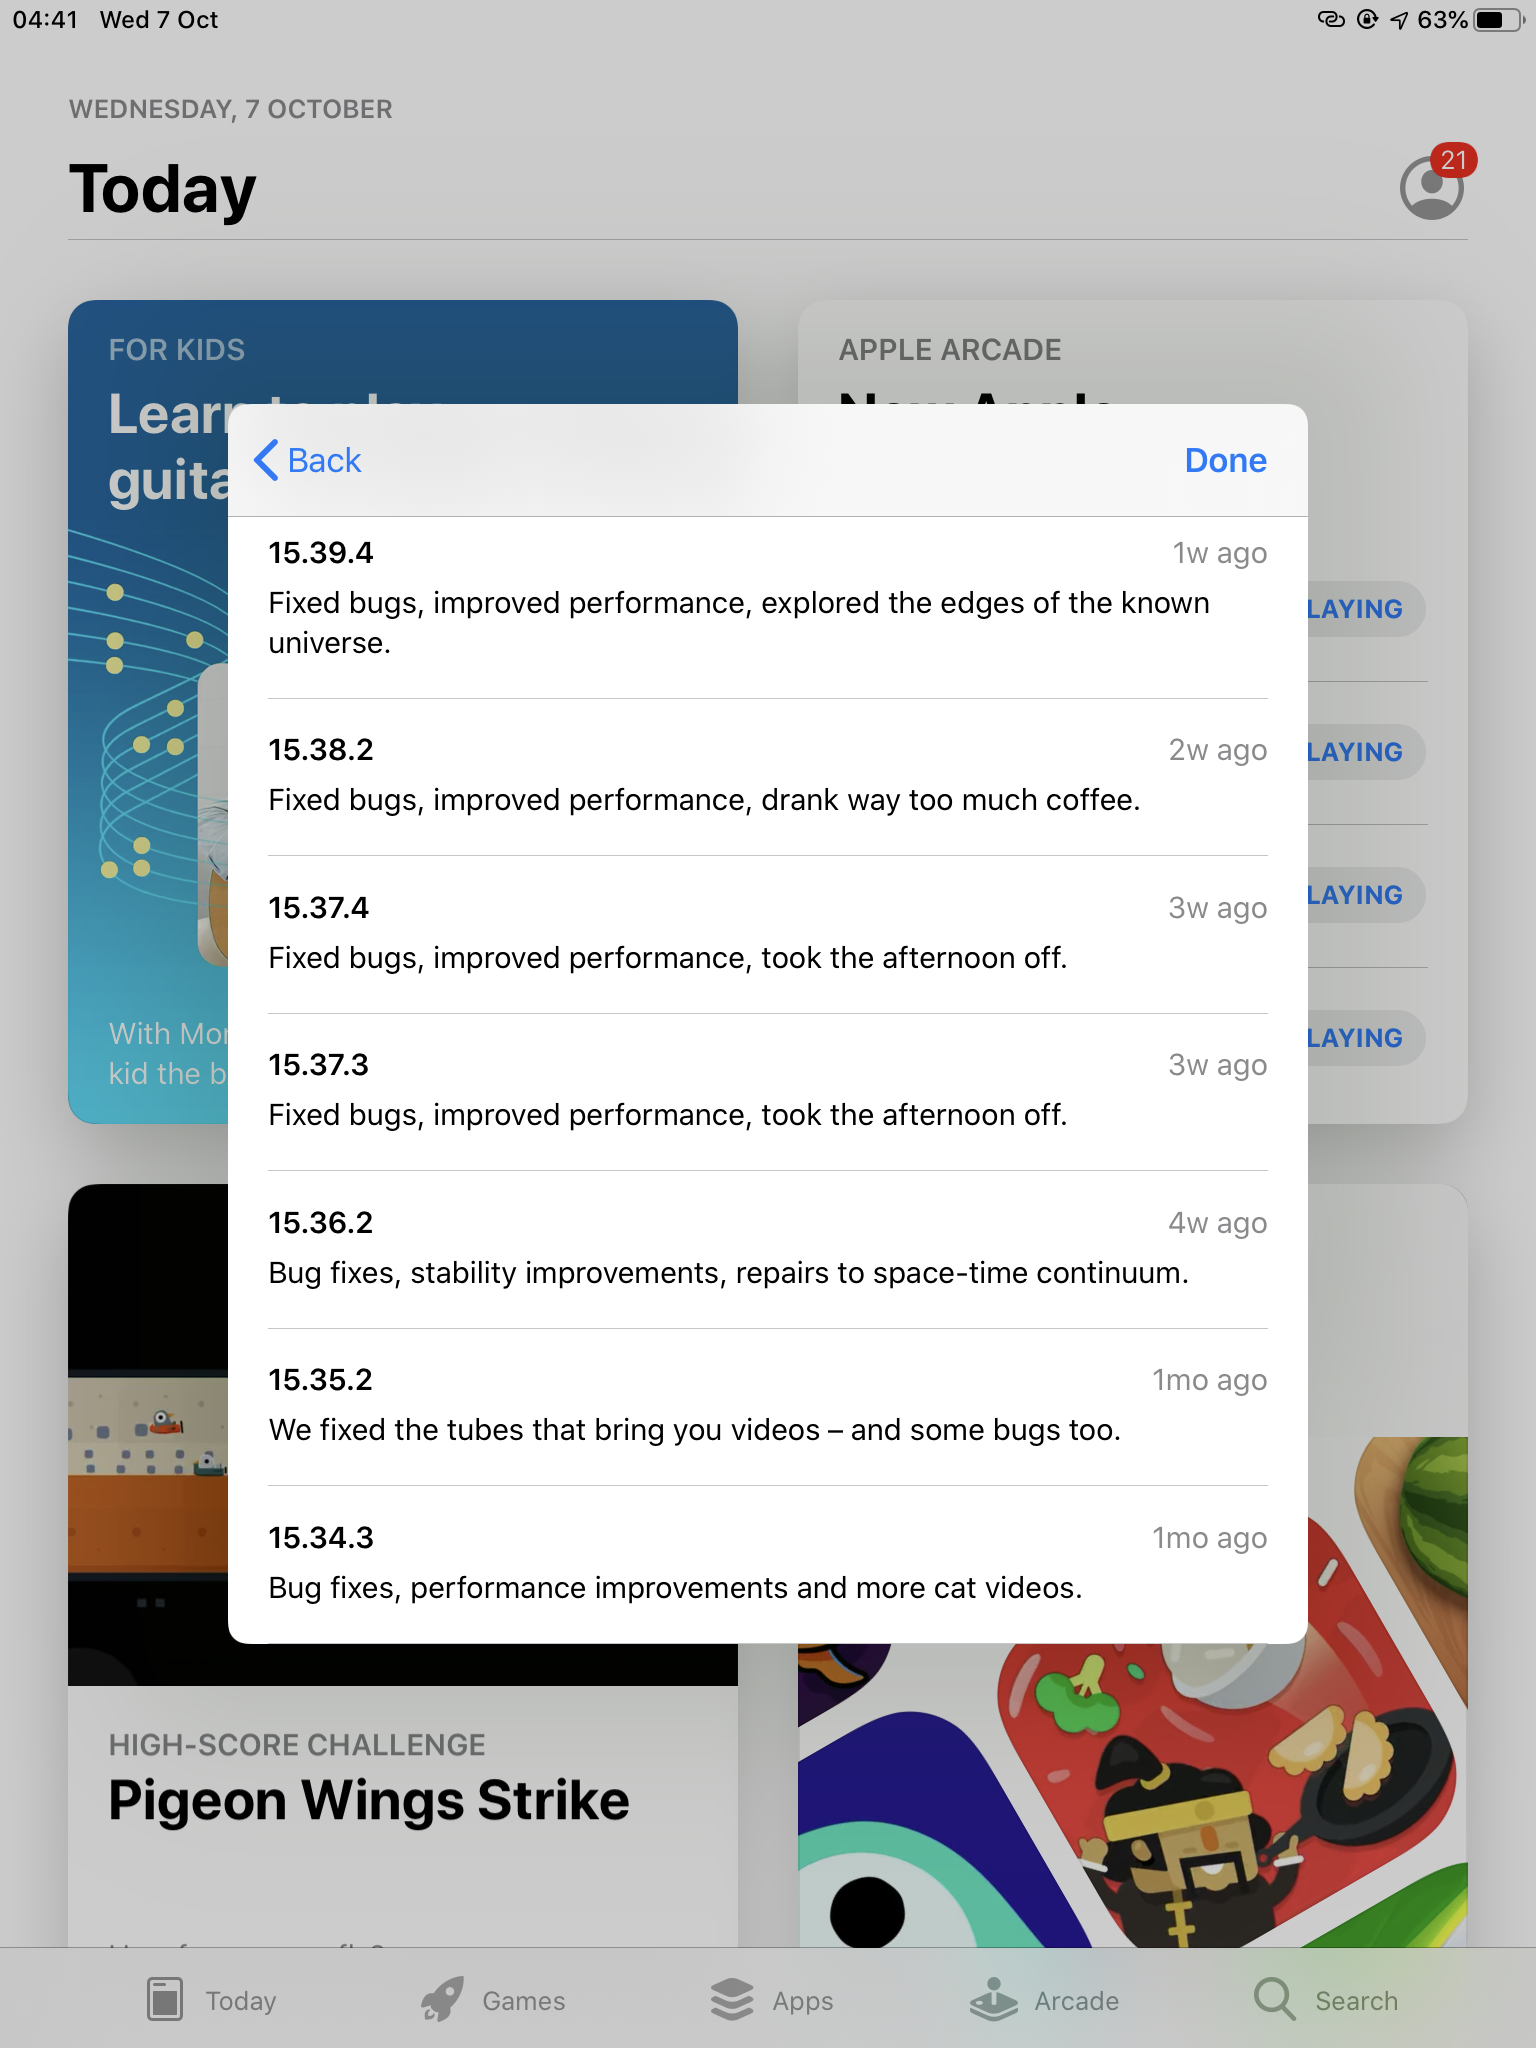 04:41 Wed 7 Oct
63%
WEDNESDAY, 7 OCTOBER
Today
21
FOR KIDS
Learn to play
guita
With Mor
kid the b
APPLE ARCADE
New Apple
LAYING
LAYING
LAYING
LAYING
Back
Done
15.39.4 1w ago
Fixed bugs, improved performance, explored the edges of the known
universe.
15.38.2 2w ago
Fixed bugs, improved performance, drank way too much coffee.
15.37.4 3w ago
Fixed bugs, improved performance, took the afternoon off.
15.37.3 3w ago
Fixed bugs, improved performance, took the afternoon off.
15.36.2 4w ago
Bug fixes, stability improvements, repairs to space-time continuum.
15.35.2 1mo ago
We fixed the tubes that bring you videos – and some bugs too.
15.34.3 1mo ago
Bug fixes, performance improvements and more cat videos.
HIGH-SCORE CHALLENGE
Pigeon Wings Strike
Today
Games
Apps
Arcade
Search